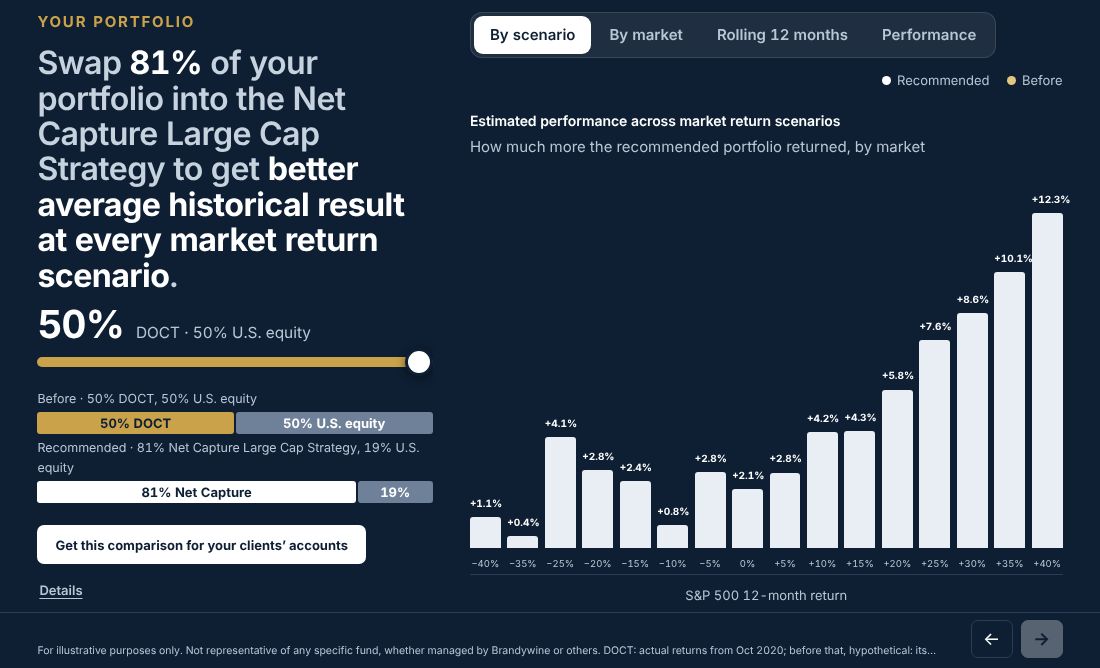 YOUR PORTFOLIO
Swap 81% of your
portfolio into the Net
Capture Large Cap
Strategy to get better
average historical result
at every market return
scenario.
50% DOCT · 50% U.S. equity
Before · 50% DOCT, 50% U.S. equity
50% DOCT 50% U.S. equity
Recommended · 81% Net Capture Large Cap Strategy, 19% U.S.
equity
81% Net Capture 19%
Get this comparison for your clients’ accounts
Details
By scenario By market Rolling 12 months Performance
Recommended Before
Estimated performance across market return scenarios
How much more the recommended portfolio returned, by market
+1.1% +0.4% +4.1% +2.8% +2.4% +0.8% +2.8% +2.1% +2.8% +4.2% +4.3% +5.8% +7.6% +8.6% +10.1% +12.3%
−40% −35% −25% −20% −15% −10% −5% 0% +5% +10% +15% +20% +25% +30% +35% +40%
S&P 500 12-month return
For illustrative purposes only. Not representative of any specific fund, whether managed by Brandywine or others. DOCT: actual returns from Oct 2020; before that, hypothetical: its…
← →